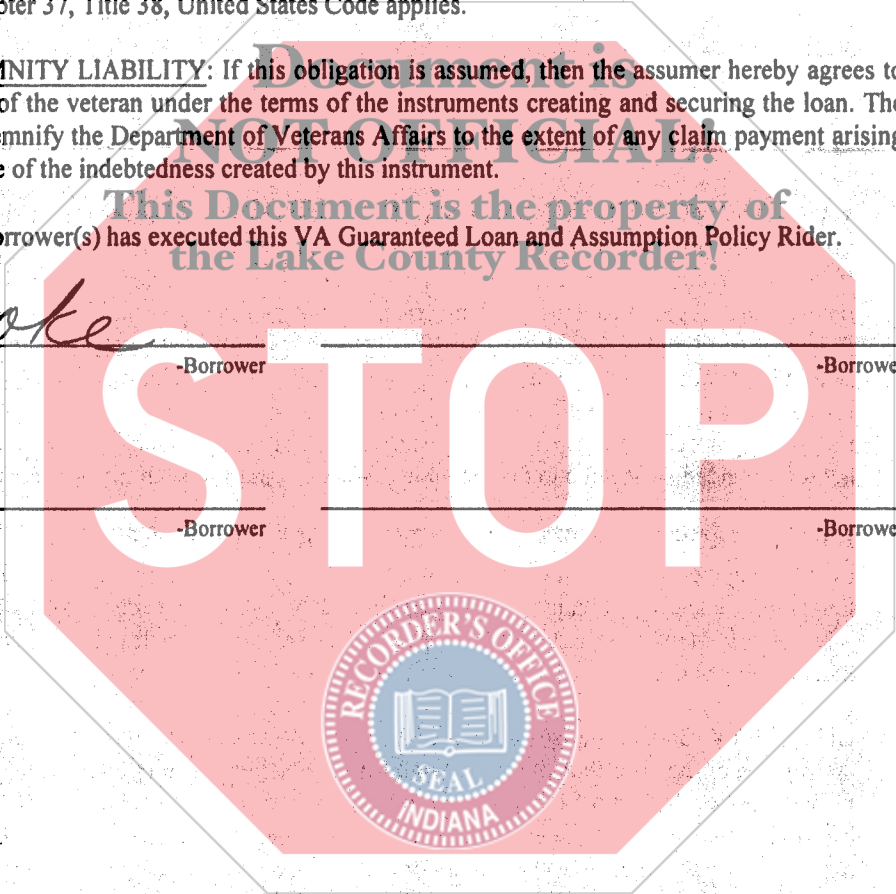 pter 37, Title 38, United States Code applies.
Document is
NITY LIABILITY: If this obligation is assumed, then the assumer hereby agrees to
of the veteran under the terms of the instruments creating and securing the loan. The
NOT OFFICIAL!
mnify the Department of Veterans Affairs to the extent of any claim payment arising
e of the indebtedness created by this instrument.
This Document is the property of
rrower(s) has executed this VA Guaranteed Loan and Assumption Policy Rider.
the Lake County Recorder!
oke
-Borrower
-Borrowe
STOP
-Borrower
-Borrowe
RECORDER'S OFFICE
SEAL
INDIANA